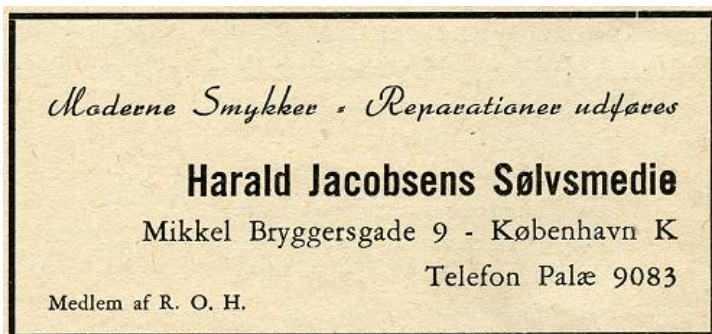 Moderne Smykker - Reparationer udføres
Harald Jacobsens Sølvsmedie
Mikkel Bryggersgade 9 - København K
Telefon Palæ 9083
Medlem af R. O. H.